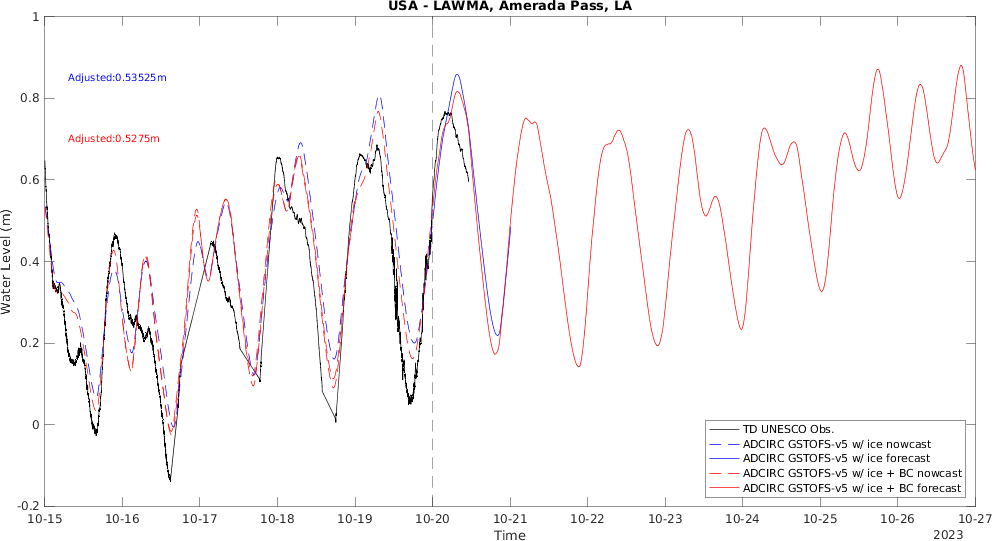 USA - LAWMA, Amerada Pass, LA
1
0.8
0.6
0.4
0.2
0
-0.2
Water Level (m)
Adjusted:0.53525m
Adjusted:0.5275m
TD UNESCO Obs.
ADCIRC GSTOFS-v5 w/ ice nowcast
ADCIRC GSTOFS-v5 w/ ice forecast
ADCIRC GSTOFS-v5 w/ ice + BC nowcast
ADCIRC GSTOFS-v5 w/ ice + BC forecast
10-15 10-16 10-17 10-18 10-19 10-20 10-21 10-22 10-23 10-24 10-25 10-26 10-27
Time
2023